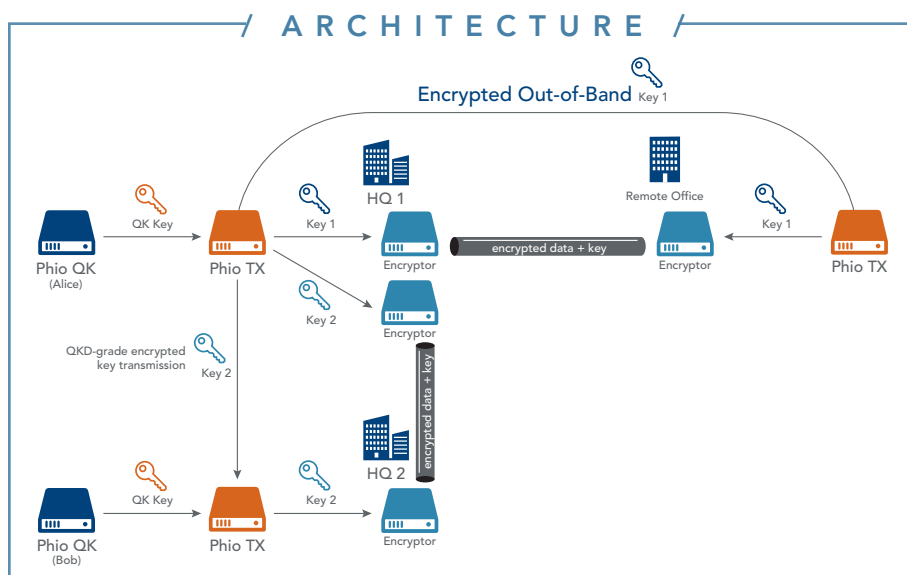 ARCHITECTURE
Encrypted Out-of-Band
Key 1
HQ 1
Remote Office
QK Key
Key 1
Key 1
encrypted data + key
Phio QK
(Alice)
Phio TX
Encryptor
Encryptor
Phio TX
Key 2
Encryptor
QKD-grade encrypted
key transmission
Key 2
encrypted data + key
HQ 2
QK Key
Key 2
Phio QK
(Bob)
Phio TX
Encryptor